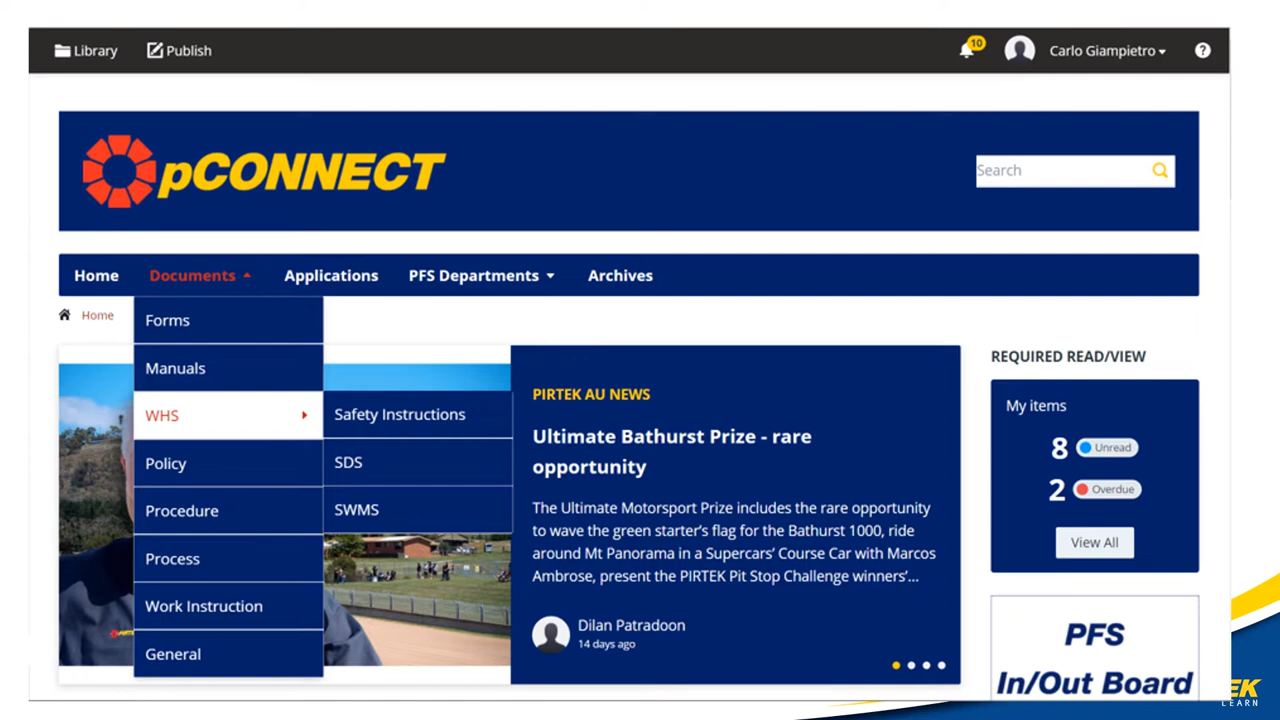 Library
Publish
10
Carlo Giampietro
?
pCONNECT
Search
Home
Documents
Applications
PFS Departments
Archives
Home
Forms
Manuals
WHS
Policy
Procedure
Process
Work Instruction
General
Safety Instructions
SDS
SWMS
PIRTEK AU NEWS
Ultimate Bathurst Prize - rare
opportunity
The Ultimate Motorsport Prize includes the rare opportunity
to wave the green starter's flag for the Bathurst 1000, ride
around Mt Panorama in a Supercars' Course Car with Marcos
Ambrose, present the PIRTEK Pit Stop Challenge winners'...
Dilan Patradoon
14 days ago
REQUIRED READ/VIEW
My items
8 Unread
2 Overdue
View All
PFS
In/Out Board
EK
LEARN